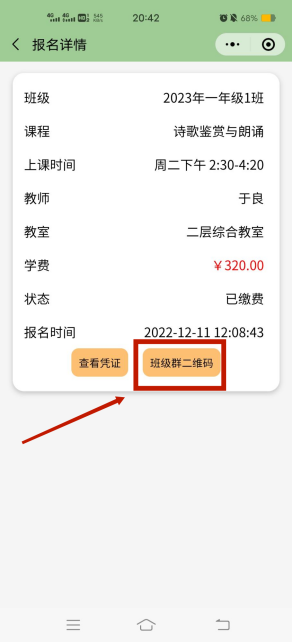 20:42
68%
报名详情
班级 2023年一年级1班
课程 诗歌鉴赏与朗诵
上课时间 周二下午 2:30-4:20
教师 于良
教室 二层综合教室
学费 ￥320.00
状态 已缴费
报名时间 2022-12-11 12:08:43
查看凭证 班级群二维码